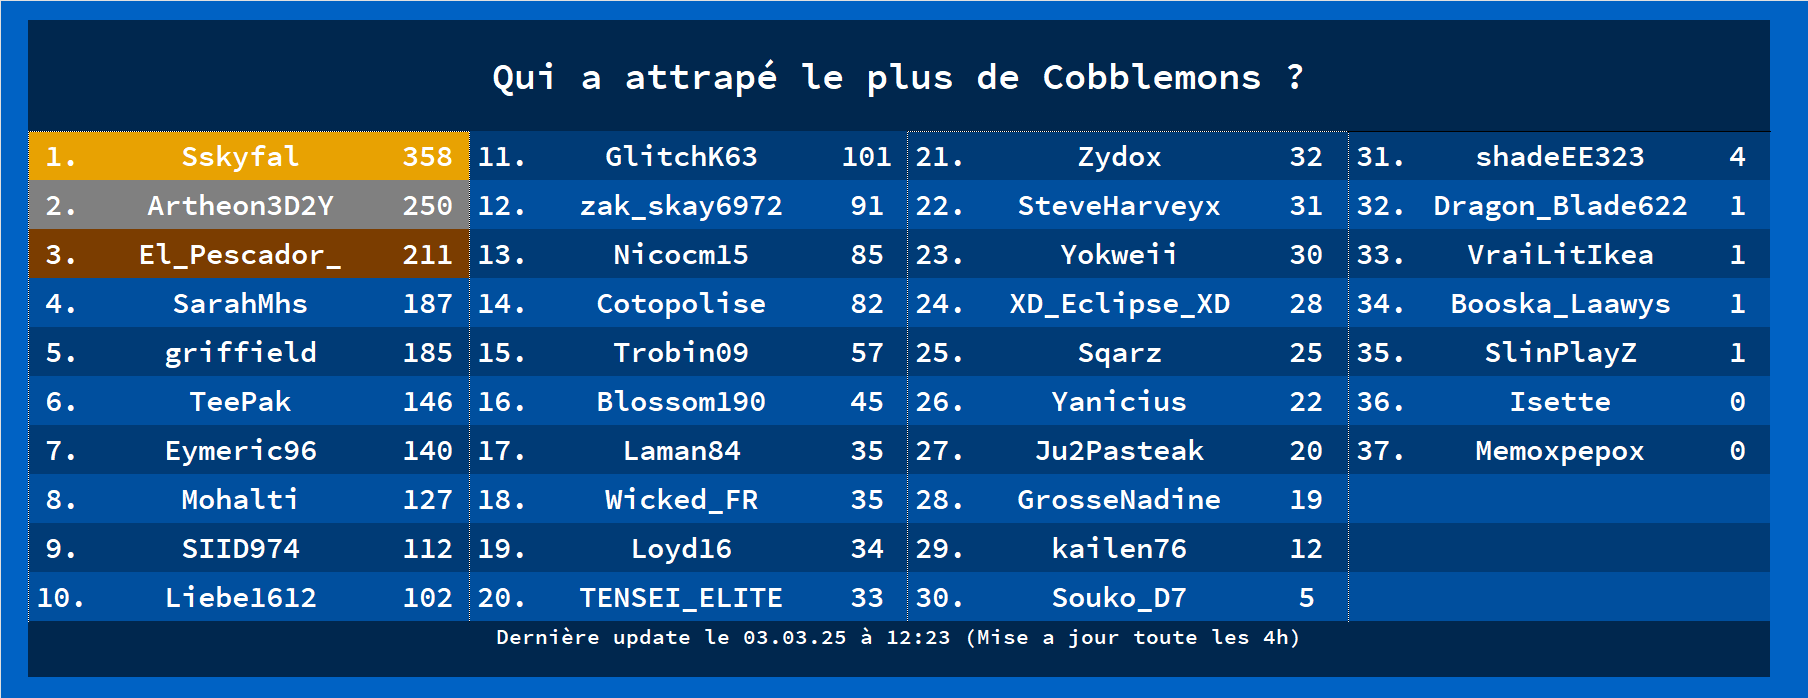 Qui a attrapé le plus de Cobblemons ?
1. Sskyfal 358 11. GlitchK63 101 21. Zydox 32 31. shadeEE323 4
2. Artheon3D2Y 250 12. zak_skay6972 91 22. SteveHarveyx 31 32. Dragon_Blade622 1
3. El_Pescador_ 211 13. Nicocm15 85 23. Yokweii 30 33. VraiLitIkea 1
4. SarahMhs 187 14. Cotopolise 82 24. XD_Eclipse_XD 28 34. Booska_Laawys 1
5. griffield 185 15. Trobin09 57 25. Sqarz 25 35. SlinPlayZ 1
6. TeePak 146 16. Blossom190 45 26. Yanicius 22 36. Isette 0
7. Eymeric96 140 17. Laman84 35 27. Ju2Pasteak 20 37. Memoxpepox 0
8. Mohalti 127 18. Wicked_FR 35 28. GrosseNadine 19
9. SIID974 112 19. Loyd16 34 29. kailen76 12
10. Liebe1612 102 20. TENSEI_ELITE 33 30. Souko_D7 5
Dernière update le 03.03.25 à 12:23 (Mise a jour toute les 4h)